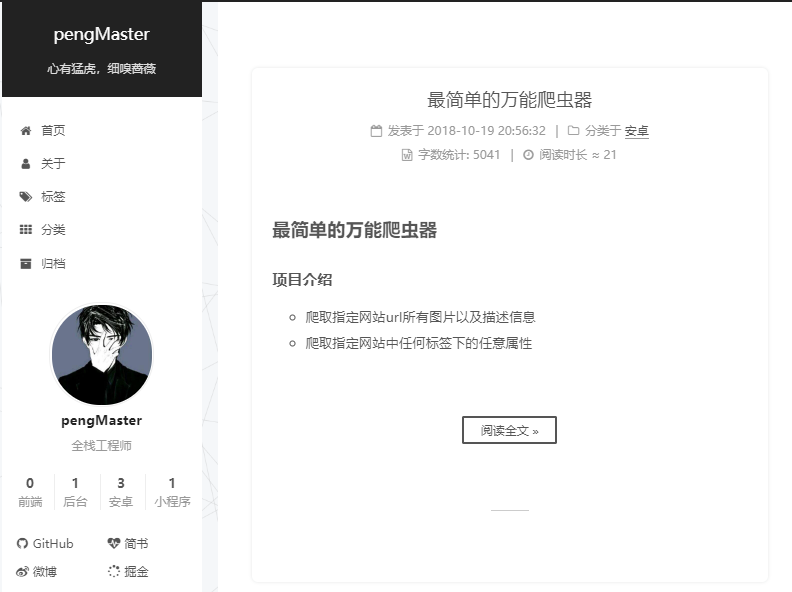 pengMaster
心有猛虎，细嗅蔷薇
首页
关于
标签
分类
归档
pengMaster
全栈工程师
0 1 3 1
前端 后台 安卓 小程序
GitHub 简书
微博 掘金
最简单的万能爬虫器
发表于 2018-10-19 20:56:32 | 分类于 安卓
字数统计: 5041 | 阅读时长 ≈ 21
最简单的万能爬虫器
项目介绍
爬取指定网站url所有图片以及描述信息
爬取指定网站中任何标签下的任意属性
阅读全文 »